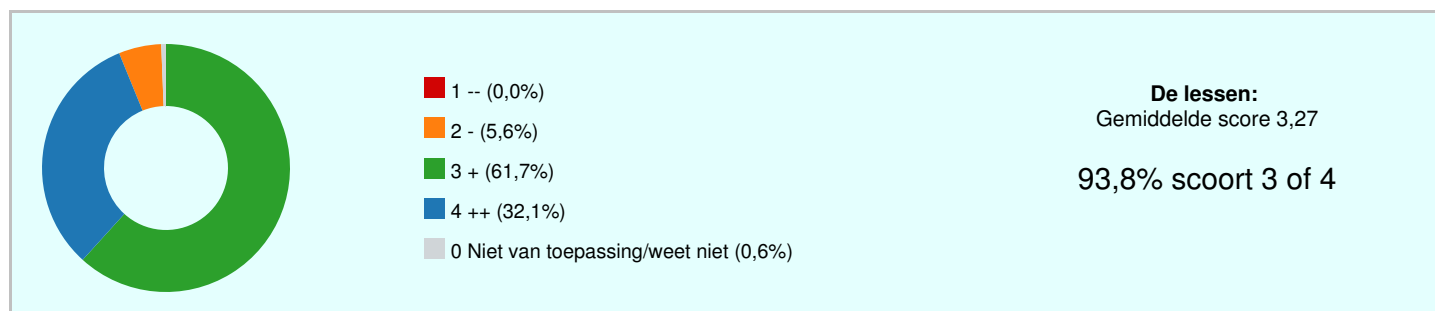 1 -- (0,0%)
2 - (5,6%)
3 + (61,7%)
4 ++ (32,1%)
0 Niet van toepassing/weet niet (0,6%)
De lessen:
Gemiddelde score 3,27
93,8% scoort 3 of 4